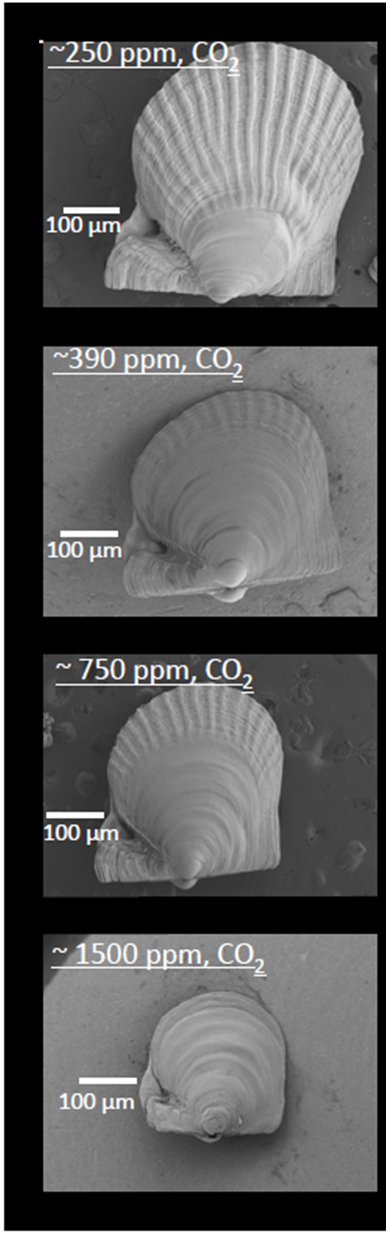 ~250 ppm, CO₂
100 µm
~390 ppm, CO₂
100 µm
~ 750 ppm, CO₂
100 µm
~ 1500 ppm, CO₂
100 µm